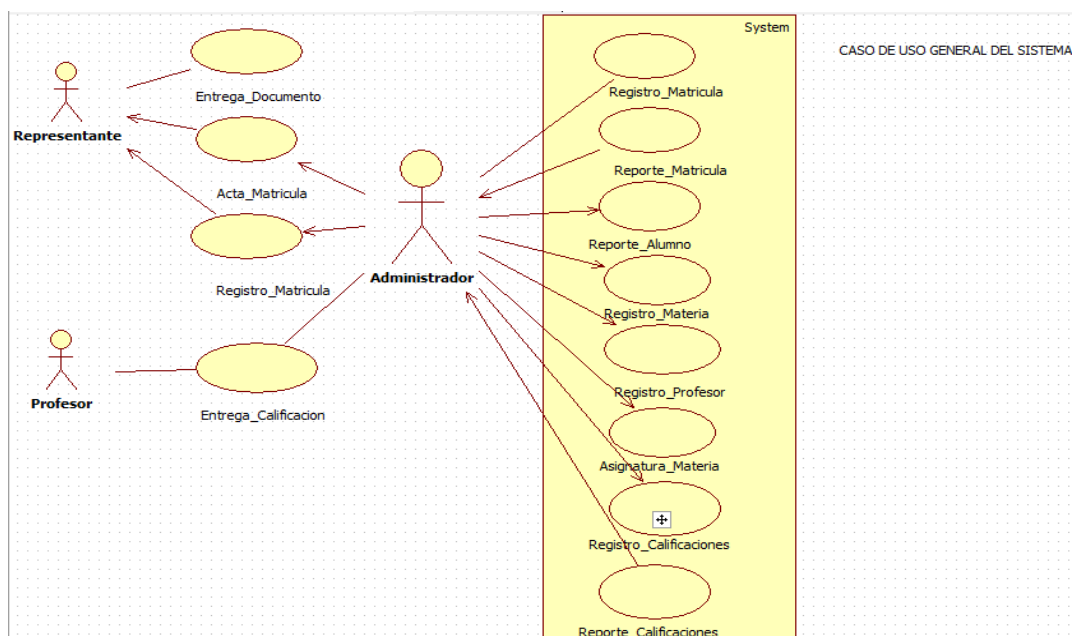 System
CASO DE USO GENERAL DEL SISTEMA
Entrega_Documento
Representante
Acta_Matricula
Registro_Matricula
Profesor
Entrega_Calificacion
Administrador
Registro_Matricula
Reporte_Matricula
Reporte_Alumno
Registro_Materia
Registro_Profesor
Asignatura_Materia
Registro_Calificaciones
Reporte_Calificaciones